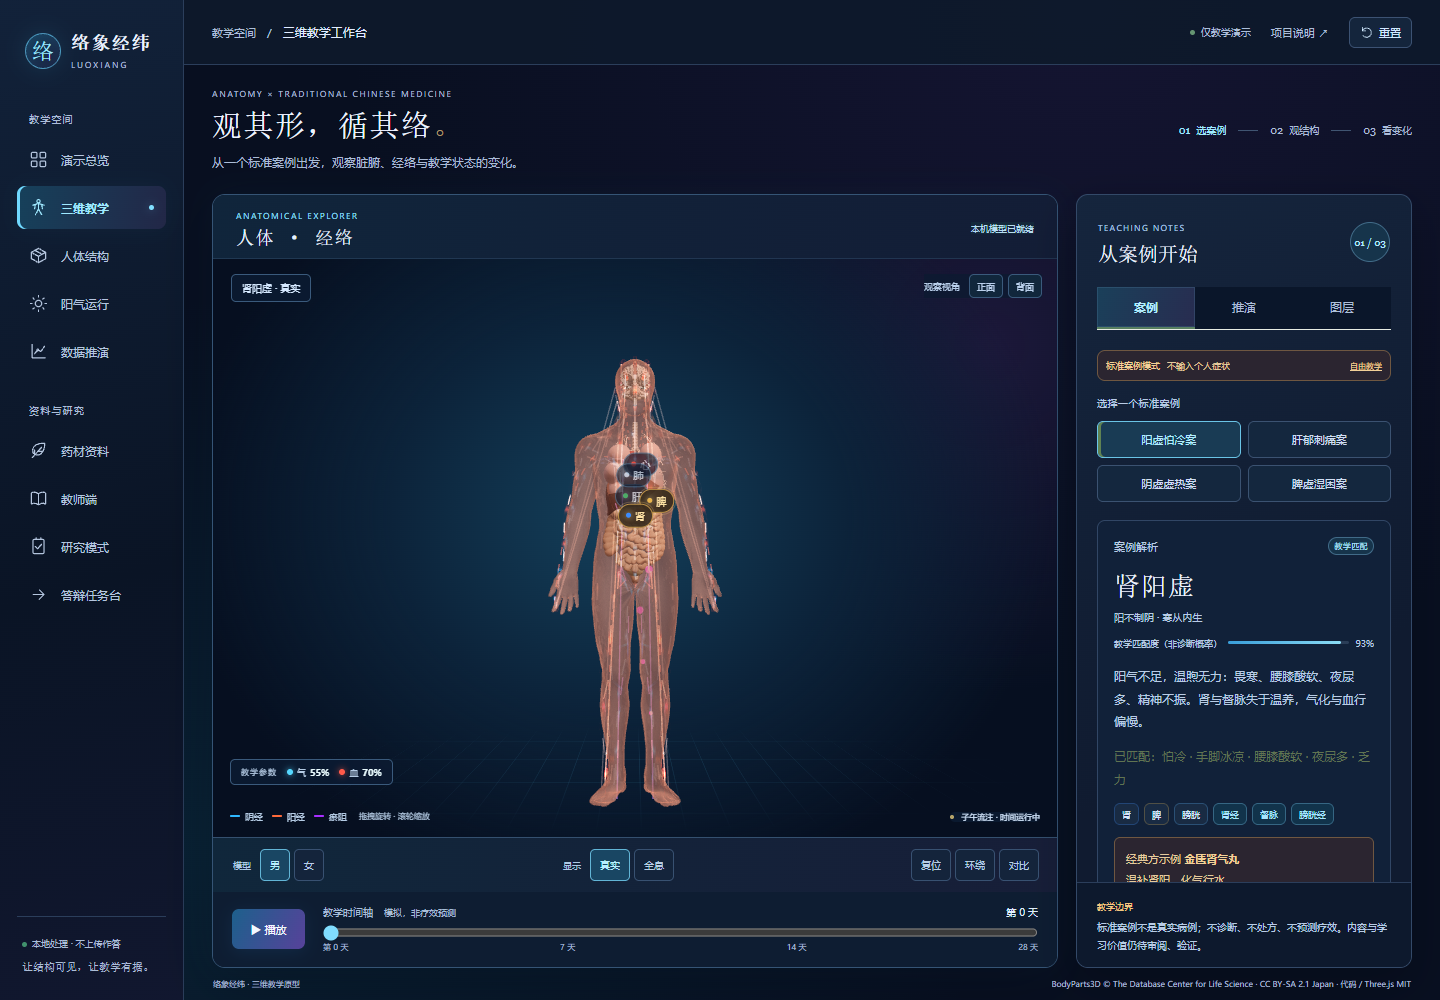 络
络象经纬
LUOXIANG
教学空间
演示总览
三维教学
人体结构
阳气运行
数据推演
资料与研究
药材资料
教师端
研究模式
答辩任务台
本地处理 · 不上传作答
让结构可见，让教学有据。
教学空间 / 三维教学工作台
仅教学演示
项目说明 ↗
重置
ANATOMY × TRADITIONAL CHINESE MEDICINE
观其形，循其络。
从一个标准案例出发，观察脏腑、经络与教学状态的变化。
01 选案例
02 观结构
03 看变化
ANATOMICAL EXPLORER
人体 · 经络
本机模型已就绪
肾阳虚 · 真实
观察视角
正面
背面
心
肺
肝
脾
肾
教学参数 气 55% 血 70%
阴经 阳经 瘀阻 拖拽旋转 · 滚轮缩放
子午流注 · 时间运行中
模型
男
女
显示
真实
全息
复位
环绕
对比
▶ 播放
教学时间轴 模拟，非疗效预测
第 0 天
第 0 天
7 天
14 天
28 天
TEACHING NOTES
从案例开始
01 / 03
案例
推演
图层
标准案例模式 不输入个人症状
自由教学
选择一个标准案例
阳虚怕冷案
肝郁刺痛案
阴虚虚热案
脾虚湿困案
案例解析
教学匹配
肾阳虚
阳不制阴 · 寒从内生
教学匹配度（非诊断概率）
93%
阳气不足，温煦无力：畏寒、腰膝酸软、夜尿
多、精神不振。肾与督脉失于温养，气化与血行
偏慢。
已匹配：怕冷 · 手脚冰凉 · 腰膝酸软 · 夜尿多 · 乏
力
肾
脾
膀胱
肾经
督脉
膀胱经
经典方示例 金匮肾气丸
温补肾阳，化气行水
教学边界
标准案例不是真实病例；不诊断、不处方、不预测疗效。内容与学
习价值仍待审阅、验证。
络象经纬 · 三维教学原型
BodyParts3D © The Database Center for Life Science · CC BY-SA 2.1 Japan · 代码 / Three.js MIT